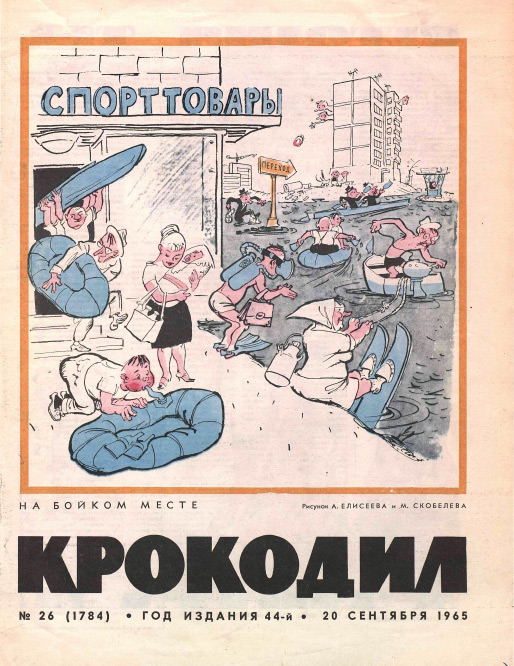 СПОРТТОВАРЫ
ПЕРЕХОД
НА БОЙКОМ МЕСТЕ
Рисунок А. ЕЛИСЕЕВА и М. СКОБЕЛЕВА
КРОКОДИЛ
№ 26 (1784) • ГОД ИЗДАНИЯ 44-й • 20 СЕНТЯБРЯ 1965